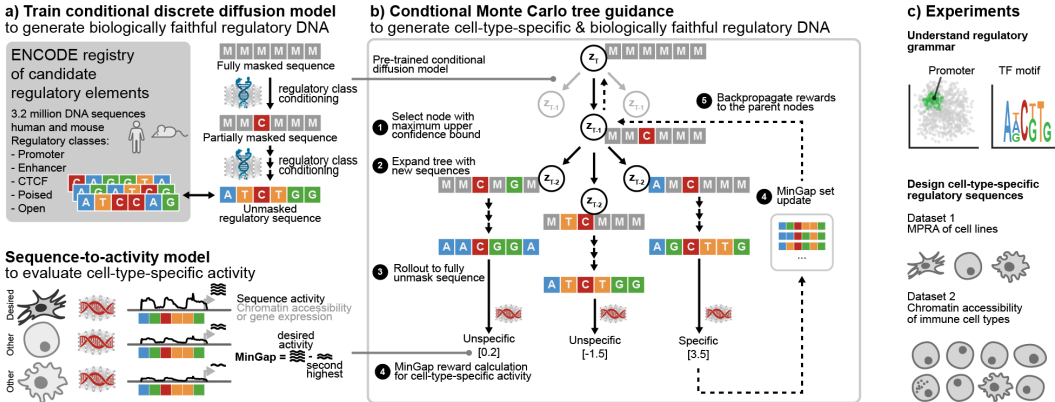 a) Train conditional discrete diffusion model
to generate biologically faithful regulatory DNA
ENCODE registry
of candidate
regulatory elements
3.2 million DNA sequences
human and mouse
Regulatory classes:
- Promoter
- Enhancer
- CTCF
- Poised
- Open
C A G G T A
A G A T C G
A T C C A G
M M M M M M
Fully masked sequence
regulatory class
conditioning
M M C M M M
Partially masked sequence
regulatory class
conditioning
A T C T G G
Unmasked
regulatory sequence
Sequence-to-activity model
to evaluate cell-type-specific activity
Desired
Other
Other
Sequence activity
Chromatin accessibility
or gene expression
desired
activity
MinGap = -
second
highest
b) Condtional Monte Carlo tree guidance
to generate cell-type-specific & biologically faithful regulatory DNA
Pre-trained conditional
diffusion model
1 Select node with
maximum upper
confidence bound
2 Expand tree with
new sequences
3 Rollout to fully
unmask sequence
4 MinGap reward calculation
for cell-type-specific activity
ZT
M M M M M M
ZT-1
ZT-1
ZT-1
M M C M M M
5 Backpropagate rewards
to the parent nodes
ZT-2
ZT-2
ZT-2
M M C M G M
M T C M M M
A M C M M M
A A C G G A
A T C T G G
A G C T T G
Unspecific
[0.2]
Unspecific
[-1.5]
Specific
[3.5]
4 MinGap set
update
...
c) Experiments
Understand regulatory
grammar
Promoter
TF motif
Design cell-type-specific
regulatory sequences
Dataset 1
MPRA of cell lines
Dataset 2
Chromatin accessibility
of immune cell types